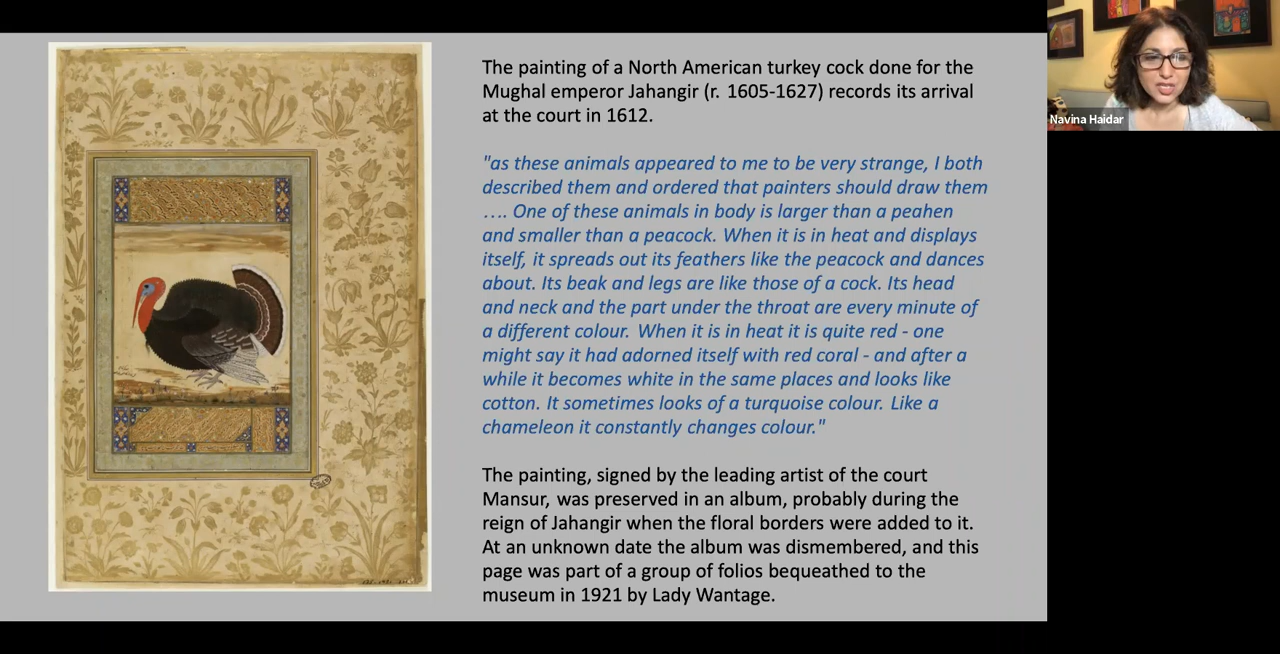 The painting of a North American turkey cock done for the
Mughal emperor Jahangir (r. 1605-1627) records its arrival
at the court in 1612.
"as these animals appeared to me to be very strange, I both
described them and ordered that painters should draw them
.... One of these animals in body is larger than a peahen
and smaller than a peacock. When it is in heat and displays
itself, it spreads out its feathers like the peacock and dances
about. Its beak and legs are like those of a cock. Its head
and neck and the part under the throat are every minute of
a different colour. When it is in heat it is quite red - one
might say it had adorned itself with red coral - and after a
while it becomes white in the same places and looks like
cotton. It sometimes looks of a turquoise colour. Like a
chameleon it constantly changes colour."
The painting, signed by the leading artist of the court
Mansur, was preserved in an album, probably during the
reign of Jahangir when the floral borders were added to it.
At an unknown date the album was dismembered, and this
page was part of a group of folios bequeathed to the
museum in 1921 by Lady Wantage.
Navina Haidar